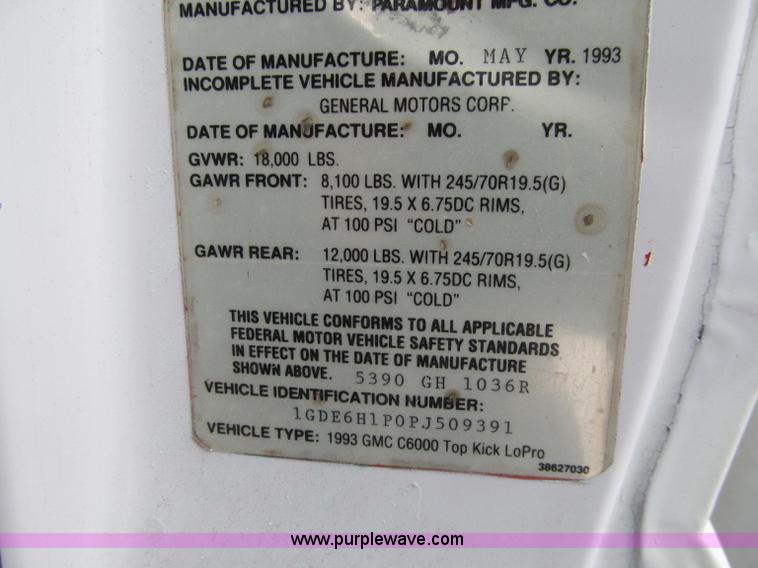 MANUFACTURED BY: PARAMOUNT MFG. CO.
DATE OF MANUFACTURE: MO. MAY YR. 1993
INCOMPLETE VEHICLE MANUFACTURED BY:
GENERAL MOTORS CORP.
DATE OF MANUFACTURE: MO. YR.
GVWR: 18,000 LBS.
GAWR FRONT: 8,100 LBS. WITH 245/70R19.5(G)
TIRES, 19.5 X 6.75DC RIMS,
AT 100 PSI "COLD"
GAWR REAR: 12,000 LBS. WITH 245/70R19.5(G)
TIRES, 19.5 X 6.75DC RIMS,
AT 100 PSI "COLD"
THIS VEHICLE CONFORMS TO ALL APPLICABLE
FEDERAL MOTOR VEHICLE SAFETY STANDARDS
IN EFFECT ON THE DATE OF MANUFACTURE
SHOWN ABOVE. 5390 GH 1036R
VEHICLE IDENTIFICATION NUMBER:
1GDE6H1P0PJ509391
VEHICLE TYPE: 1993 GMC C6000 Top Kick LoPro
38627030
www.purplewave.com